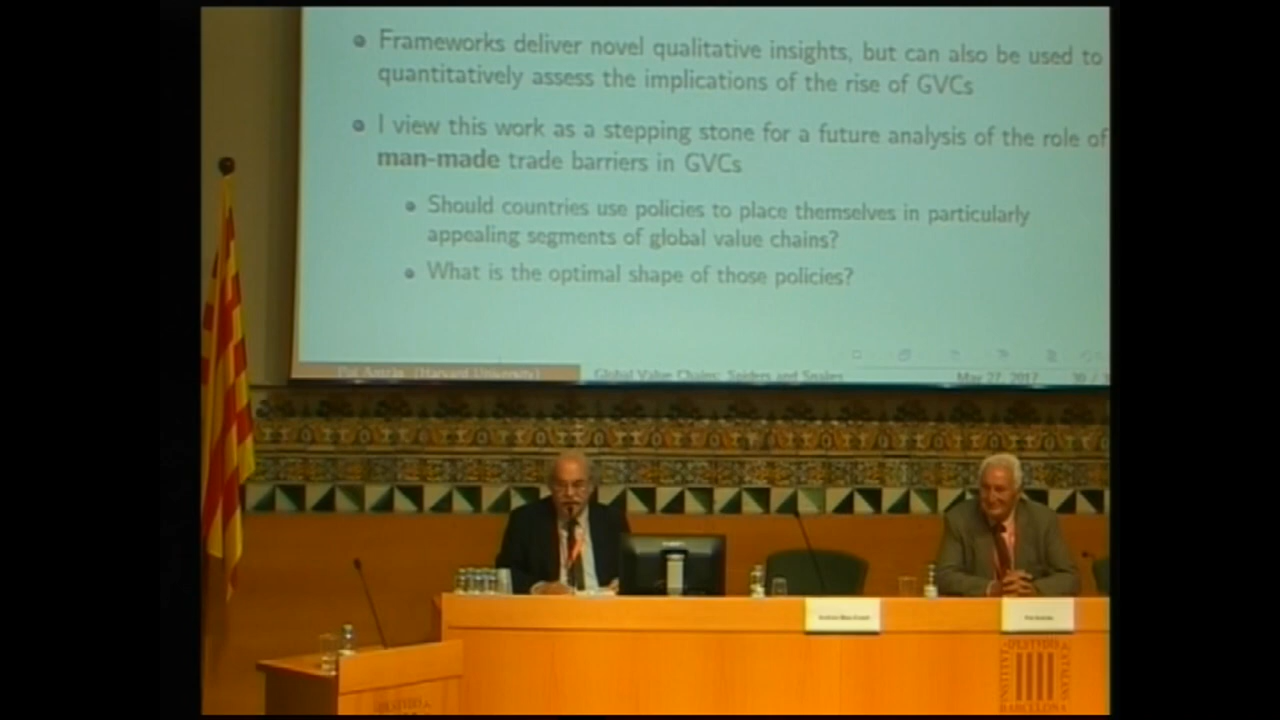 Frameworks deliver novel qualitative insights, but can also be used to
quantitatively assess the implications of the rise of GVCs
I view this work as a stepping stone for a future analysis of the role of
man-made trade barriers in GVCs
Should countries use policies to place themselves in particularly
appealing segments of global value chains?
What is the optimal shape of those policies?
Pol Antràs (Harvard University)
Global Value Chains: Spiders and Snakes
May 27, 2017
30 /
BARCELONA